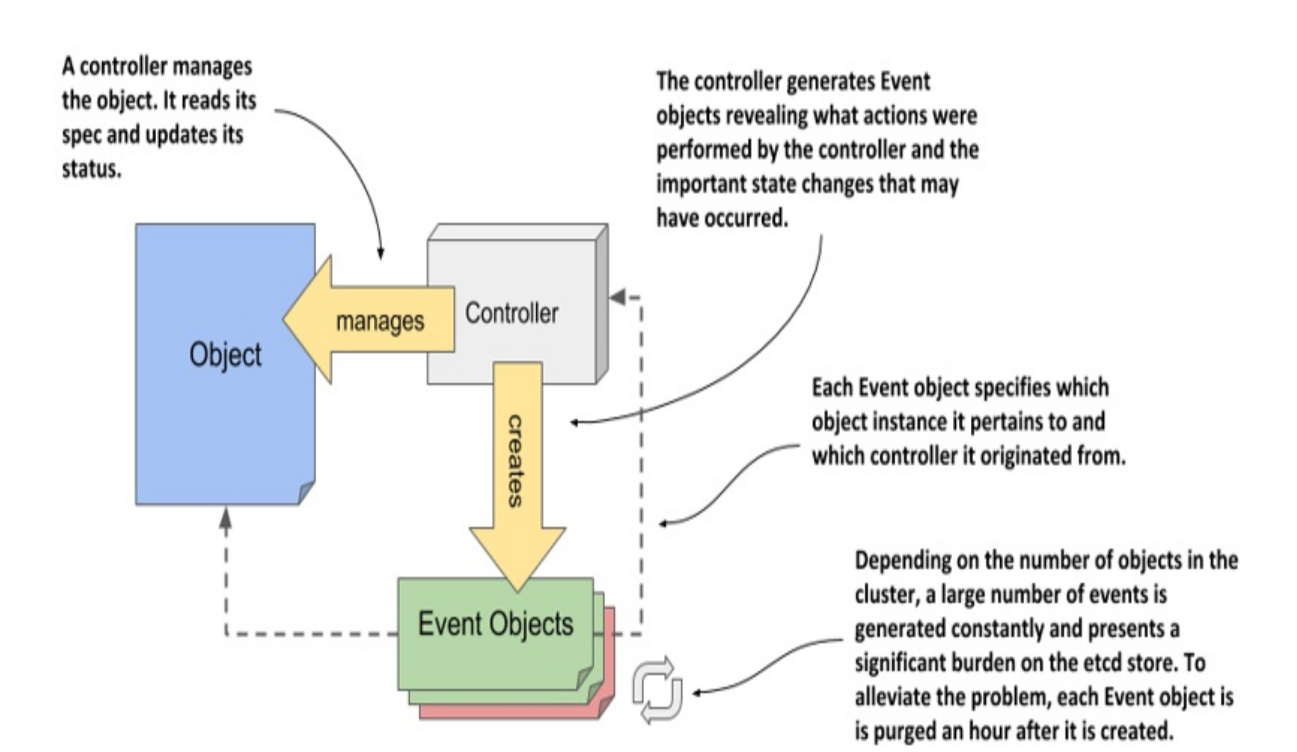 A controller manages
the object. It reads its
spec and updates its
status.
The controller generates Event
objects revealing what actions were
performed by the controller and the
important state changes that may
have occurred.
Object
manages
Controller
creates
Each Event object specifies which
object instance it pertains to and
which controller it originated from.
Event Objects
Depending on the number of objects in the
cluster, a large number of events is
generated constantly and presents a
significant burden on the etcd store. To
alleviate the problem, each Event object is
is purged an hour after it is created.